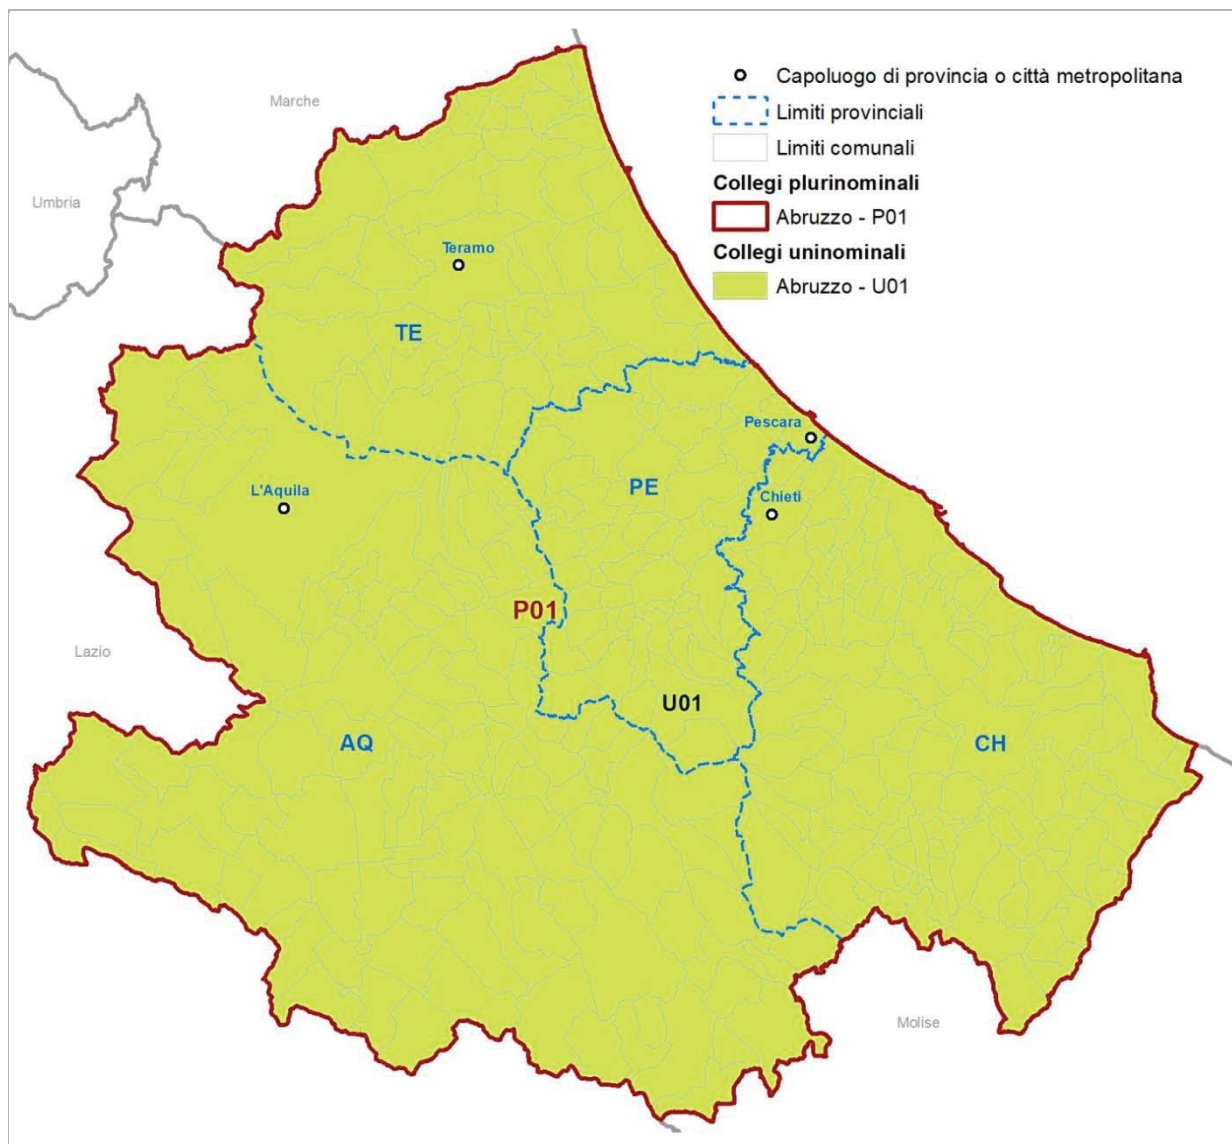 Capoluogo di provincia o città metropolitana
Limiti provinciali
Limiti comunali
Collegi plurinominali
Abruzzo - P01
Collegi uninominali
Abruzzo - U01
Marche
Umbria
Teramo
TE
Pescara
L'Aquila
PE
Chieti
P01
Lazio
U01
AQ
CH
Molise